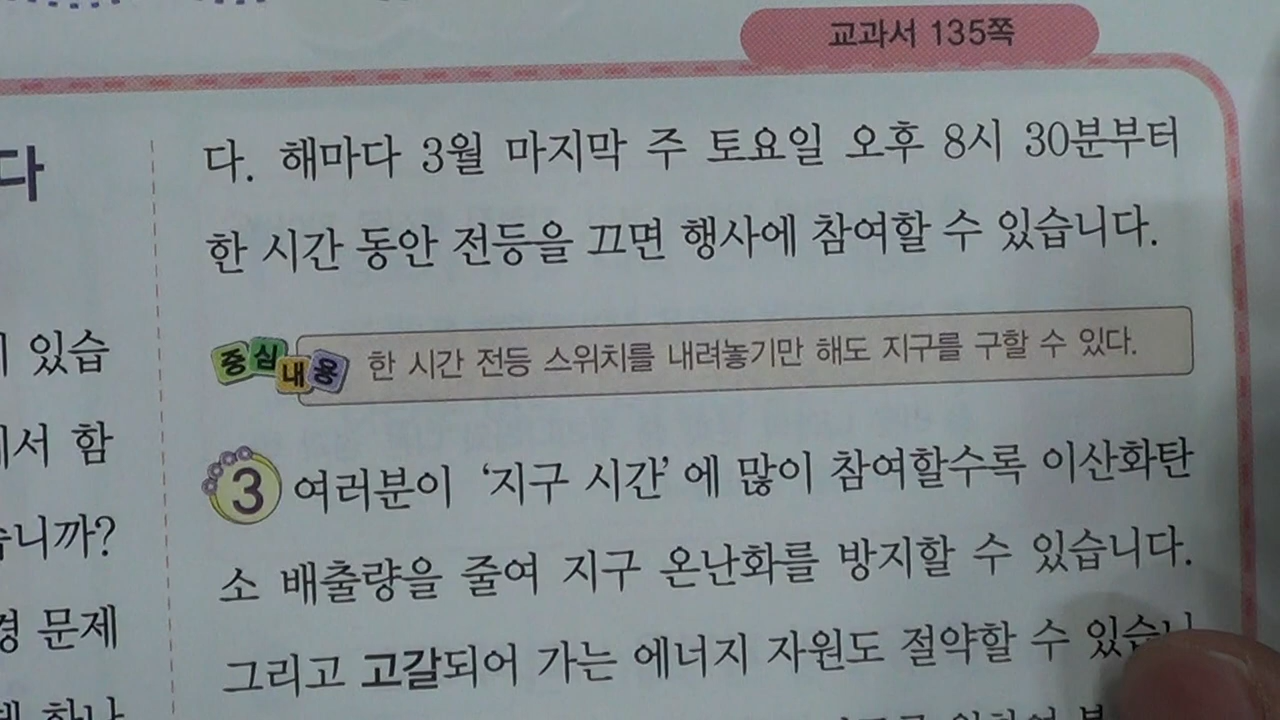 교과서 135쪽
다
있습
서 함
니까?
문제
다. 해마다 3월 마지막 주 토요일 오후 8시 30분부터
한 시간 동안 전등을 끄면 행사에 참여할 수 있습니다.
중심내용 한 시간 전등 스위치를 내려놓기만 해도 지구를 구할 수 있다.
3 여러분이 ‘지구 시간’에 많이 참여할수록 이산화탄
소 배출량을 줄여 지구 온난화를 방지할 수 있습니다.
그리고 고갈되어 가는 에너지 자원도 절약할 수 있습니